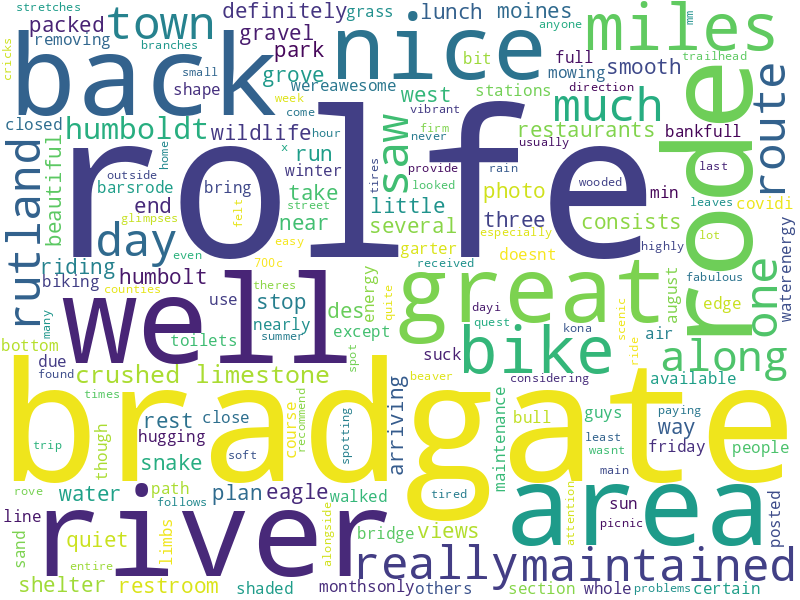 stretches
grass
lunch
moines
anyone
town
definitely
nice
miles
mm
packed
branches
gravel
removing
park
back
cricks
small
grove
bit
full
trailhead
west
mowing
smooth
shape
week
wereawesome
stations
direction
rode
route
come
vibrant
much
closed
humboldt
wildlife
hour
firm
restaurants
bankfull
saw
never
usually
rolfe
rutland
beautiful
home
x
run
tires
provide
rain
last
outside
winter
looked
wooded
barsrode
bring
take
photo
min
leaves
covidi
end
street
little
three
glimpses
felt
near
several
especially
consists
lot
waterenergy
day
even
easy
garter
doesnt
highly
riding
700c
theres
received
fabulous
biking
humbolt
energy
great
august
one
well
counties
use
stop
des
quite
dayi
edge
many
nearly
quest
kona
scenic
bottom
toilets
summer
except
bike
air
due
spot
suck
ride
along
found
crushed limestone
beaver
considering
available
bradgate
times
rest
close
course
recommend
arriving
maintenance
bull
guys
paying
way
though
hugging
spotting
least
wasnt
friday
people
trip
soft
snake
main
rove
water
path
plan
eagle
walked
tired
area
attention
sun
follows
line
river
alongside
bridge
views
picnic
posted
sand
quiet
limbs
entire
really
maintained
shelter
restroom
shaded
monthsonly
others
section
whole
problems
certain